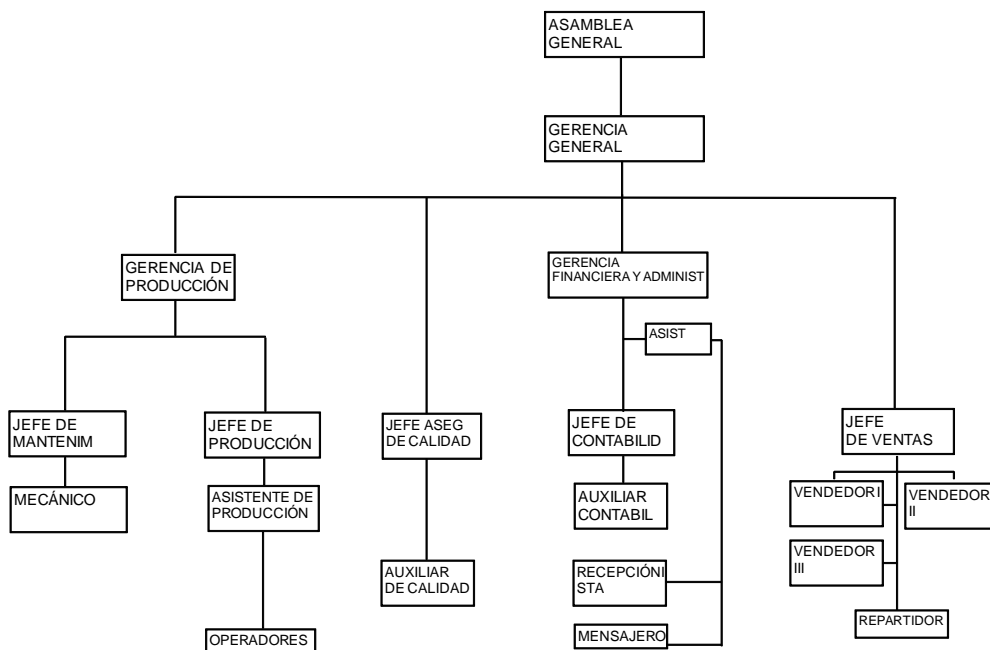 ASAMBLEA
GENERAL
GERENCIA
GENERAL
GERENCIA DE
PRODUCCIÓN
GERENCIA
FINANCIERA Y ADMINIST
ASIST
JEFE DE
MANTENIM
JEFE DE
PRODUCCIÓN
JEFE ASEG
DE CALIDAD
JEFE DE
CONTABILID
JEFE
DE VENTAS
MECÁNICO
ASISTENTE DE
PRODUCCIÓN
AUXILIAR
CONTABIL
VENDEDOR I
VENDEDOR
II
VENDEDOR
III
AUXILIAR
DE CALIDAD
RECEPCIÓNI
STA
REPARTIDOR
OPERADORES
MENSAJERO